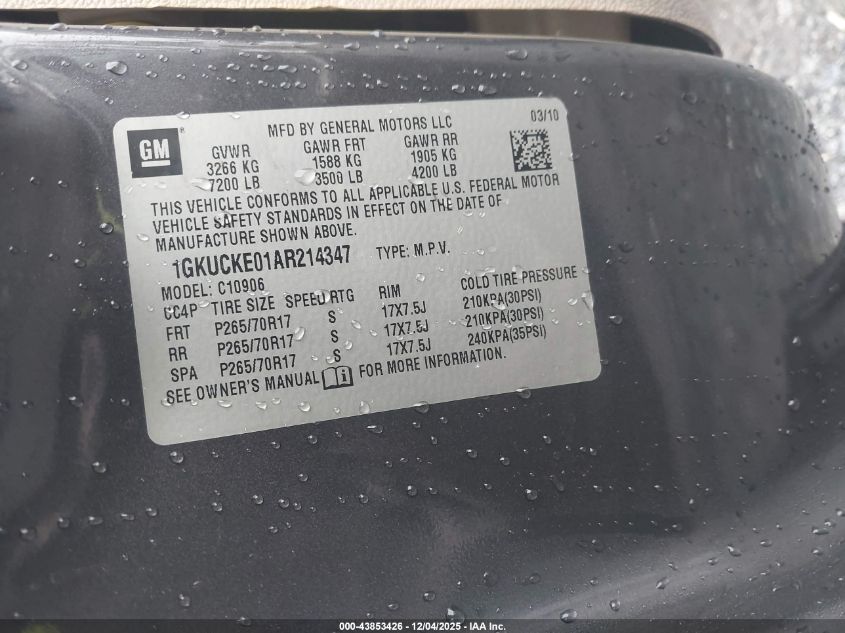 GM
MFD BY GENERAL MOTORS LLC
03/10
GVWR GAWR FRT GAWR RR
3266 KG 1588 KG 1905 KG
7200 LB 3500 LB 4200 LB
THIS VEHICLE CONFORMS TO ALL APPLICABLE U.S. FEDERAL MOTOR
VEHICLE SAFETY STANDARDS IN EFFECT ON THE DATE OF
MANUFACTURE SHOWN ABOVE.
1GKUCKE01AR214347 TYPE: M.P.V.
MODEL: C10906
CC4P TIRE SIZE SPEED RTG RIM COLD TIRE PRESSURE
FRT P265/70R17 S 17X7.5J 210KPA(30PSI)
RR P265/70R17 S 17X7.5J 210KPA(30PSI)
SPA P265/70R17 S 17X7.5J 240KPA(35PSI)
SEE OWNER'S MANUAL FOR MORE INFORMATION.
000-43853426 - 12/04/2025 - IAA Inc.